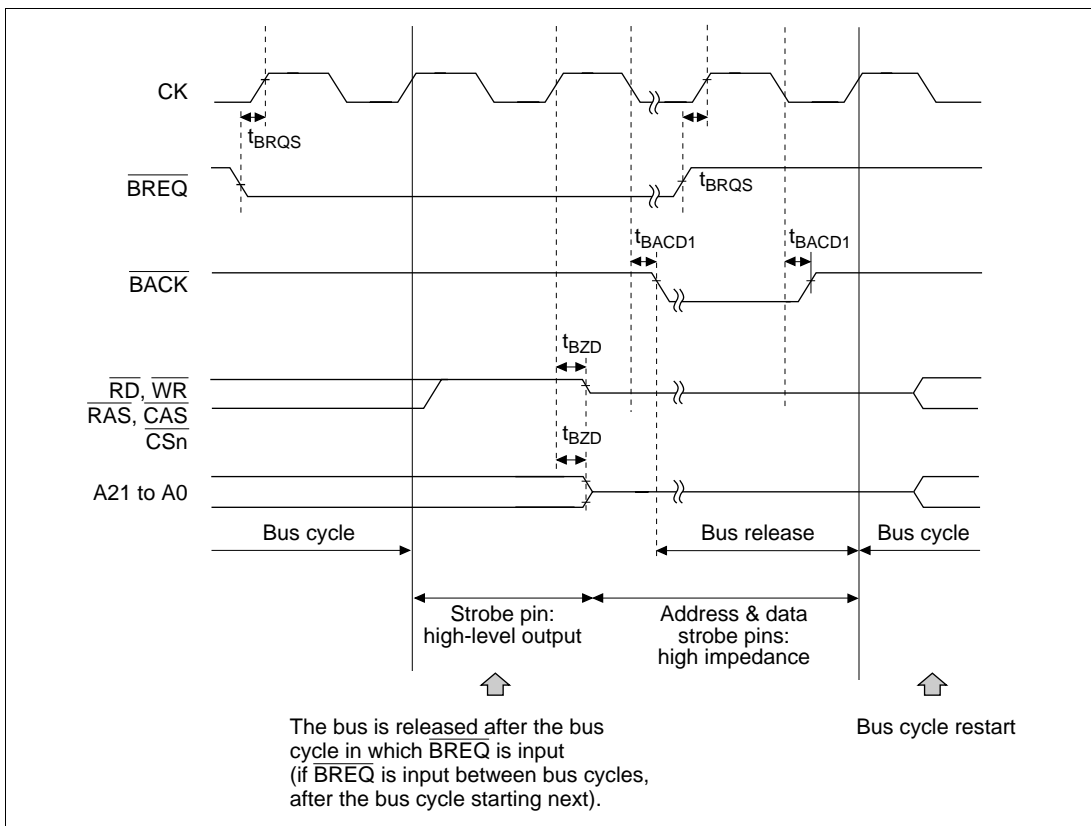 CK
tBRQS
BREQ
tBRQS
tBACD1
tBACD1
BACK
tBZD
RD, WR
RAS, CAS
CSn
tBZD
A21 to A0
Bus cycle
Bus release
Bus cycle
Strobe pin:
high-level output
Address & data
strobe pins:
high impedance
The bus is released after the bus
cycle in which BREQ is input
(if BREQ is input between bus cycles,
after the bus cycle starting next).
Bus cycle restart